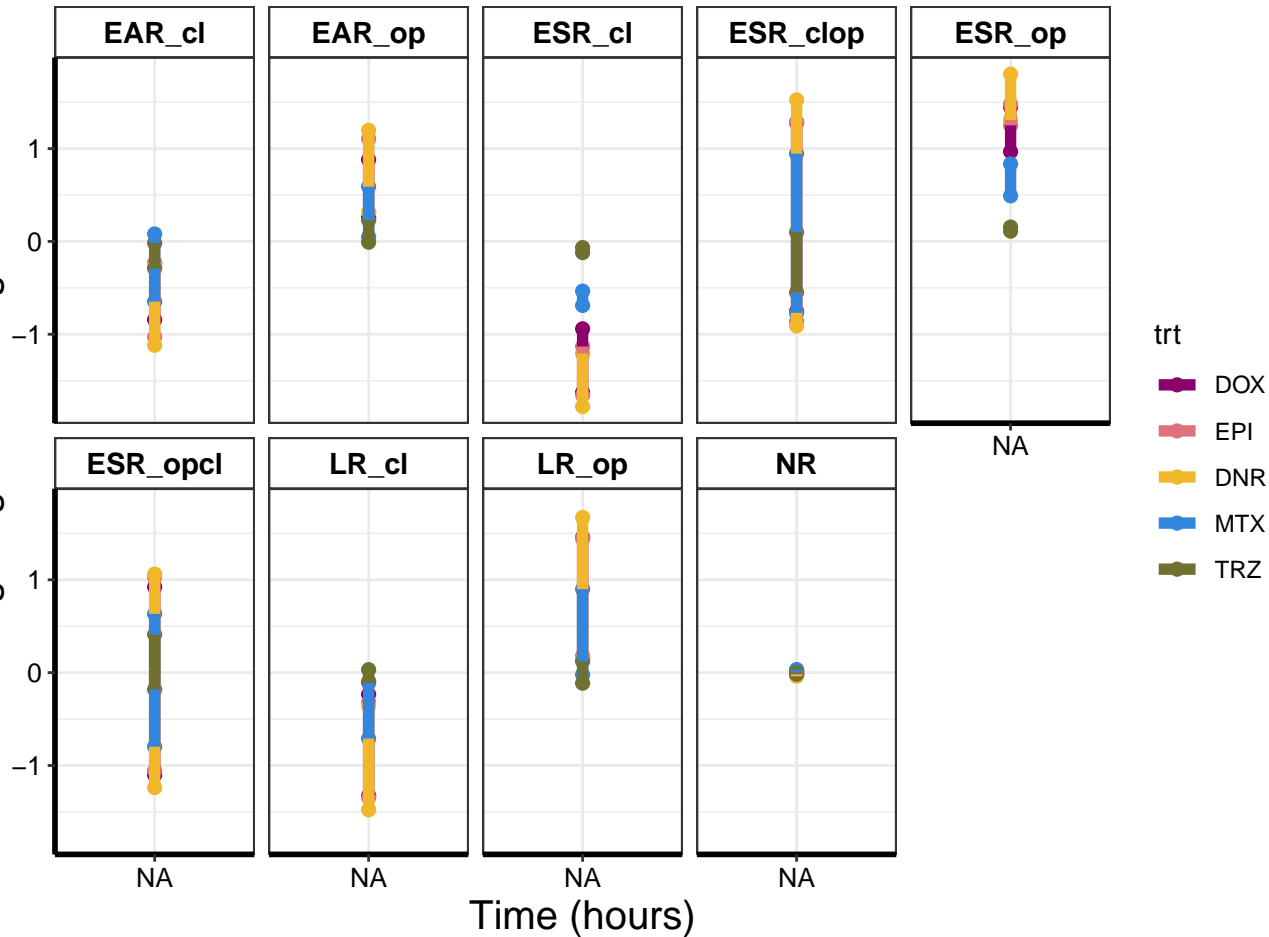 EAR_cl EAR_op ESR_cl ESR_clop ESR_op
1
0
−1
NA
ESR_opcl LR_cl LR_op NR
1
0
−1
NA NA NA NA
Time (hours)
trt
DOX
EPI
DNR
MTX
TRZ